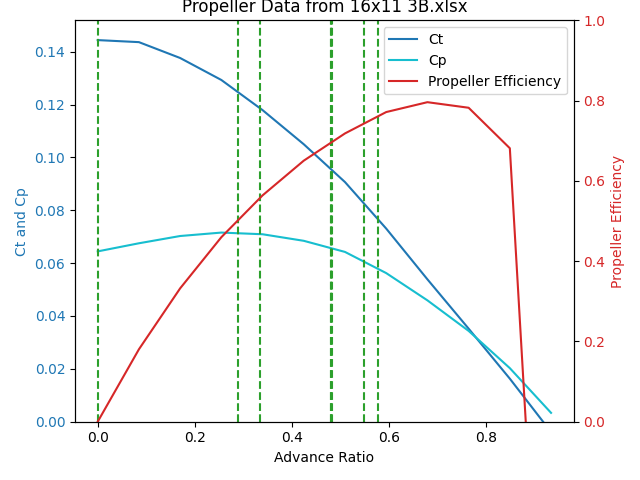 Propeller Data from 16x11 3B.xlsx
Ct and Cp
0.14
0.12
0.10
0.08
0.06
0.04
0.02
0.00
Ct
Cp
Propeller Efficiency
1.0
0.8
0.6
0.4
0.2
0.0
Propeller Efficiency
0.0 0.2 0.4 0.6 0.8
Advance Ratio